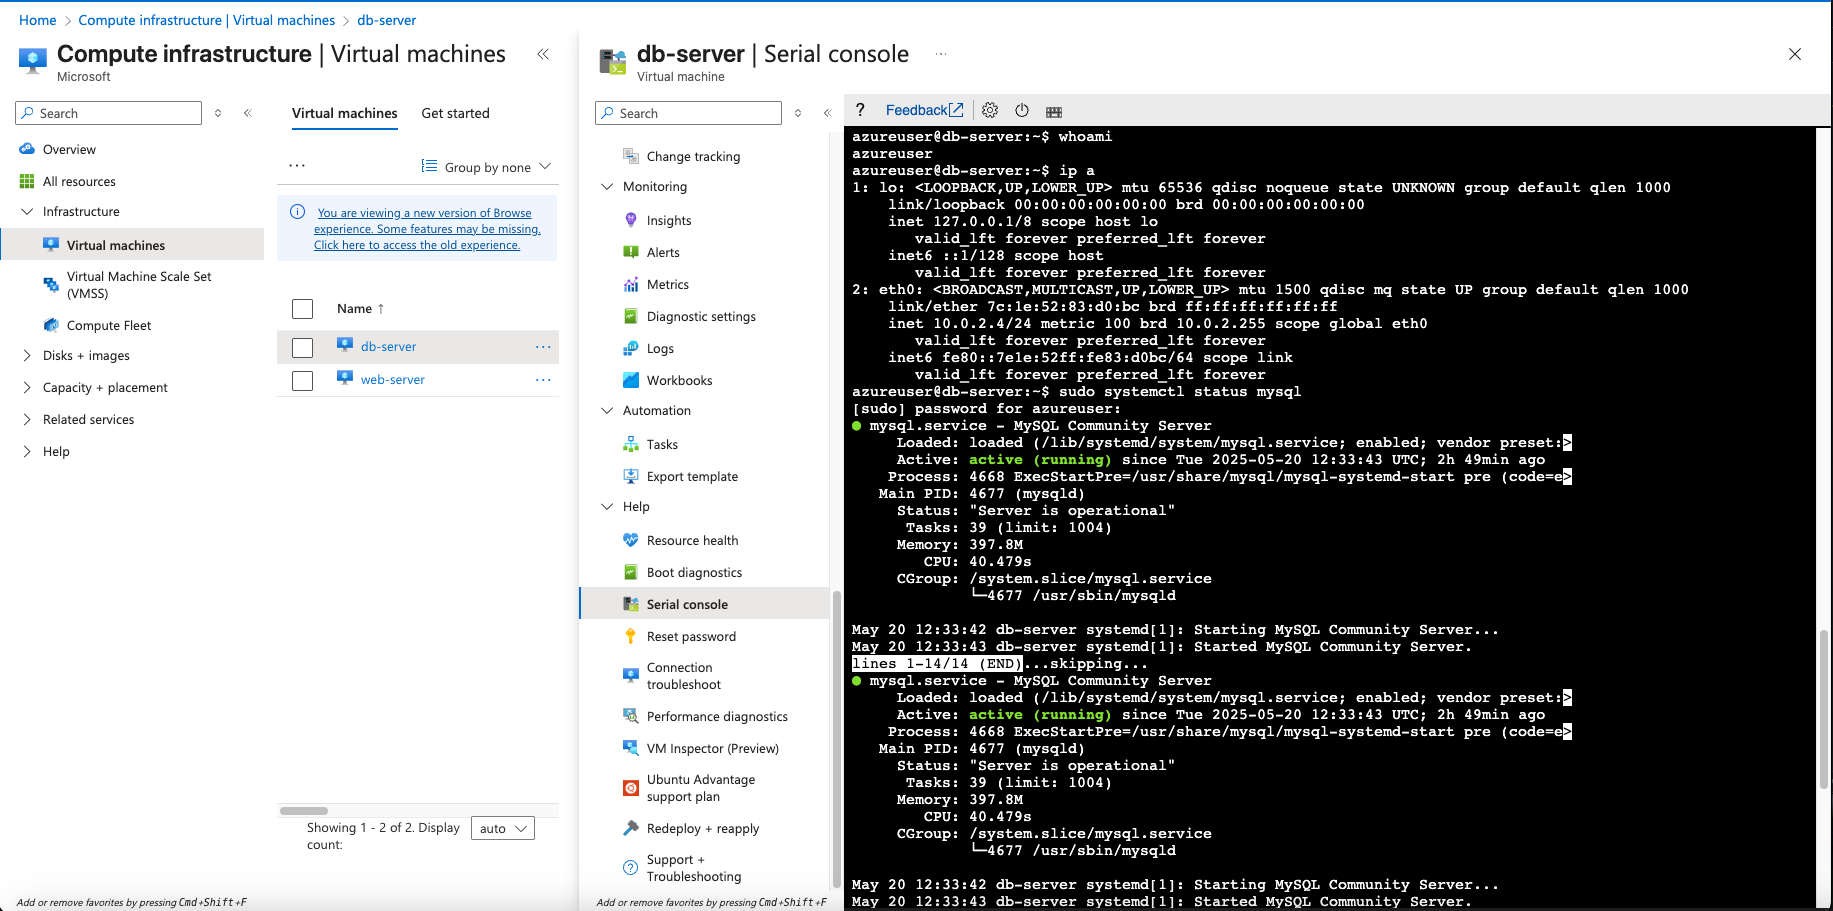 Home > Compute infrastructure | Virtual machines > db-server
Compute infrastructure | Virtual machines
Microsoft
Search
Overview
All resources
Infrastructure
Virtual machines
Virtual Machine Scale Set
(VMSS)
Compute Fleet
Disks + images
Capacity + placement
Related services
Help
Add or remove favorites by pressing Cmd+Shift+F
Virtual machines
Get started
...
Group by none
You are viewing a new version of Browse
experience. Some features may be missing.
Click here to access the old experience.
Name ↑
db-server ...
web-server ...
Showing 1 - 2 of 2. Display
count:
auto
db-server | Serial console ...
Virtual machine
Search
Change tracking
Monitoring
Insights
Alerts
Metrics
Diagnostic settings
Logs
Workbooks
Automation
Tasks
Export template
Help
Resource health
Boot diagnostics
Serial console
Reset password
Connection
troubleshoot
Performance diagnostics
VM Inspector (Preview)
Ubuntu Advantage
support plan
Redeploy + reapply
Support +
Troubleshooting
Add or remove favorites by pressing Cmd+Shift+F
? Feedback
azureuser@db-server:~$ whoami
azureuser
azureuser@db-server:~$ ip a
1: lo: <LOOPBACK,UP,LOWER_UP> mtu 65536 qdisc noqueue state UNKNOWN group default qlen 1000
link/loopback 00:00:00:00:00:00 brd 00:00:00:00:00:00
inet 127.0.0.1/8 scope host lo
valid_lft forever preferred_lft forever
inet6 ::1/128 scope host
valid_lft forever preferred_lft forever
2: eth0: <BROADCAST,MULTICAST,UP,LOWER_UP> mtu 1500 qdisc mq state UP group default qlen 1000
link/ether 7c:1e:52:83:d0:bc brd ff:ff:ff:ff:ff:ff
inet 10.0.2.4/24 metric 100 brd 10.0.2.255 scope global eth0
valid_lft forever preferred_lft forever
inet6 fe80::7e1e:52ff:fe83:d0bc/64 scope link
valid_lft forever preferred_lft forever
azureuser@db-server:~$ sudo systemctl status mysql
[sudo] password for azureuser:
● mysql.service - MySQL Community Server
Loaded: loaded (/lib/systemd/system/mysql.service; enabled; vendor preset:>
Active: active (running) since Tue 2025-05-20 12:33:43 UTC; 2h 49min ago
Process: 4668 ExecStartPre=/usr/share/mysql/mysql-systemd-start pre (code=e>
Main PID: 4677 (mysqld)
Status: "Server is operational"
Tasks: 39 (limit: 1004)
Memory: 397.8M
CPU: 40.479s
CGroup: /system.slice/mysql.service
└─4677 /usr/sbin/mysqld
May 20 12:33:42 db-server systemd[1]: Starting MySQL Community Server...
May 20 12:33:43 db-server systemd[1]: Started MySQL Community Server.
lines 1-14/14 (END)...skipping...
● mysql.service - MySQL Community Server
Loaded: loaded (/lib/systemd/system/mysql.service; enabled; vendor preset:>
Active: active (running) since Tue 2025-05-20 12:33:43 UTC; 2h 49min ago
Process: 4668 ExecStartPre=/usr/share/mysql/mysql-systemd-start pre (code=e>
Main PID: 4677 (mysqld)
Status: "Server is operational"
Tasks: 39 (limit: 1004)
Memory: 397.8M
CPU: 40.479s
CGroup: /system.slice/mysql.service
└─4677 /usr/sbin/mysqld
May 20 12:33:42 db-server systemd[1]: Starting MySQL Community Server...
May 20 12:33:43 db-server systemd[1]: Started MySQL Community Server.